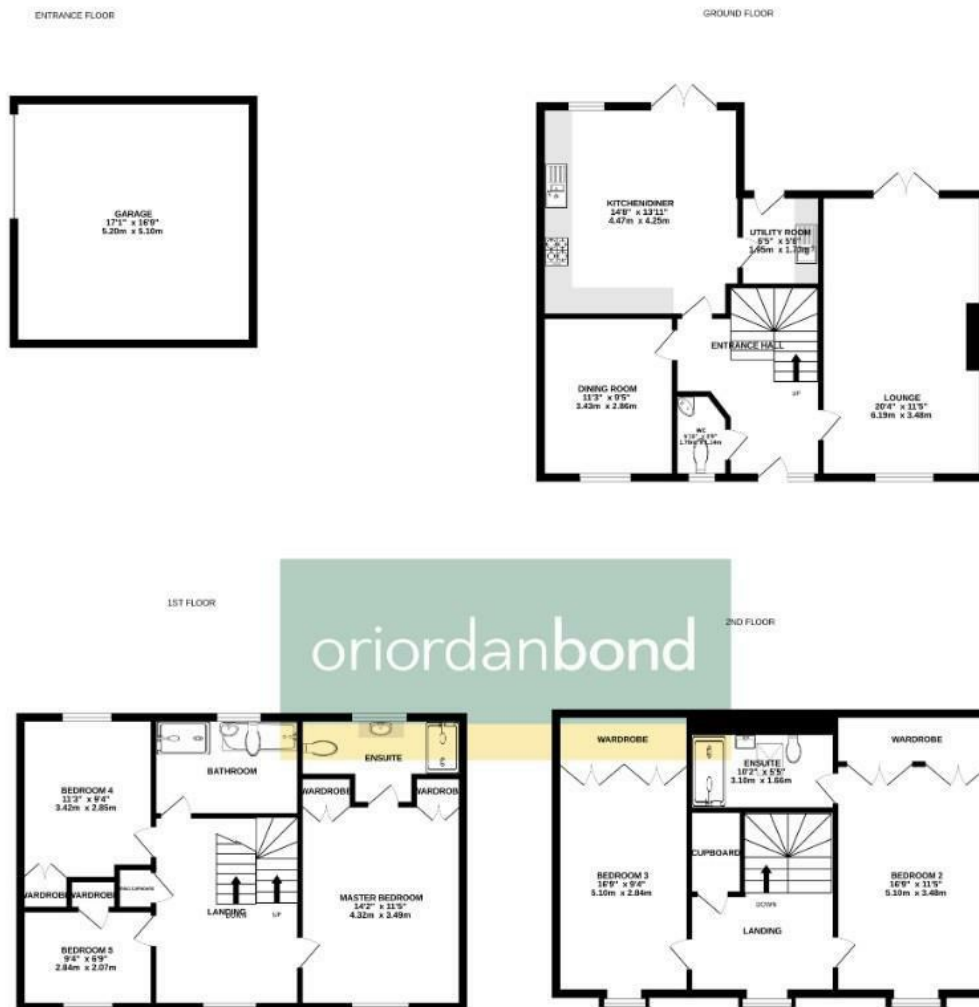 ENTRANCE FLOOR
GROUND FLOOR
GARAGE
17'1" x 16'9"
5.20m x 5.10m
KITCHEN/DINER
14'8" x 13'11"
4.47m x 4.25m
UTILITY ROOM
ENTRANCE HALL
UP
DINING ROOM
11'3" x 9'5"
3.43m x 2.86m
WC
LOUNGE
20'4" x 11'5"
6.19m x 3.48m
1ST FLOOR
oriordanbond
2ND FLOOR
BEDROOM 4
11'3" x 9'4"
3.42m x 2.85m
BATHROOM
ENSUITE
WARDROBE
WARDROBE
WARDROBE
WARDROBE
LANDING
DOWN
UP
MASTER BEDROOM
14'2" x 11'5"
4.32m x 3.49m
BEDROOM 5
9'4" x 6'9"
2.84m x 2.07m
WARDROBE
WARDROBE
ENSUITE
10'2" x 5'5"
3.10m x 1.66m
CUPBOARD
BEDROOM 3
16'9" x 9'4"
5.10m x 2.84m
DOWN
LANDING
BEDROOM 2
16'9" x 11'5"
5.10m x 3.48m